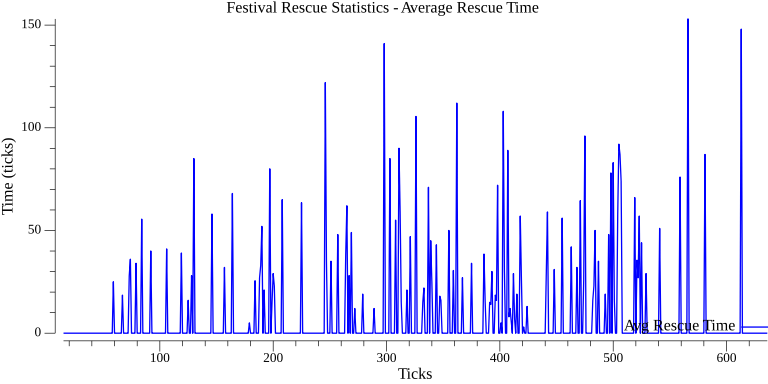 Festival Rescue Statistics - Average Rescue Time
150
100
50
0
Time (ticks)
Avg Rescue Time
100 200 300 400 500 600
Ticks